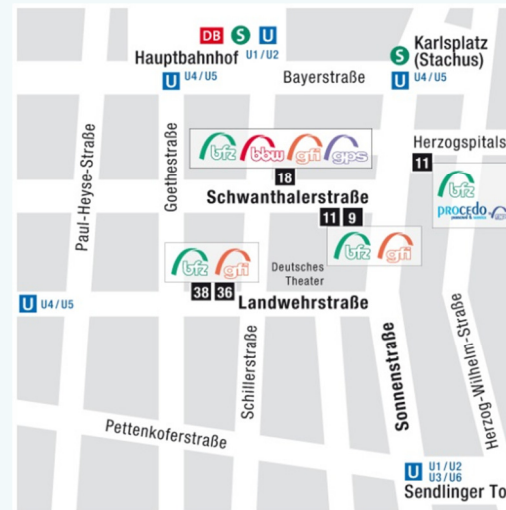 DB S U
Hauptbahnhof U1/U2
U U4/U5
Bayerstraße
S Karlsplatz
(Stachus)
U U4/U5
Paul-Heyse-Straße
Goethestraße
bfz bbw gfi gps
18
Schwanthalerstraße
11 9
Herzogspitals
11
bfz
PROCEDO
bfz gfi
Deutsches
Theater
bfz gfi
38 36
Landwehrstraße
U U4/U5
Schillerstraße
Sonnenstraße
Herzog-Wilhelm-Straße
Pettenkoferstraße
U U1/U2
U3/U6
Sendlinger To